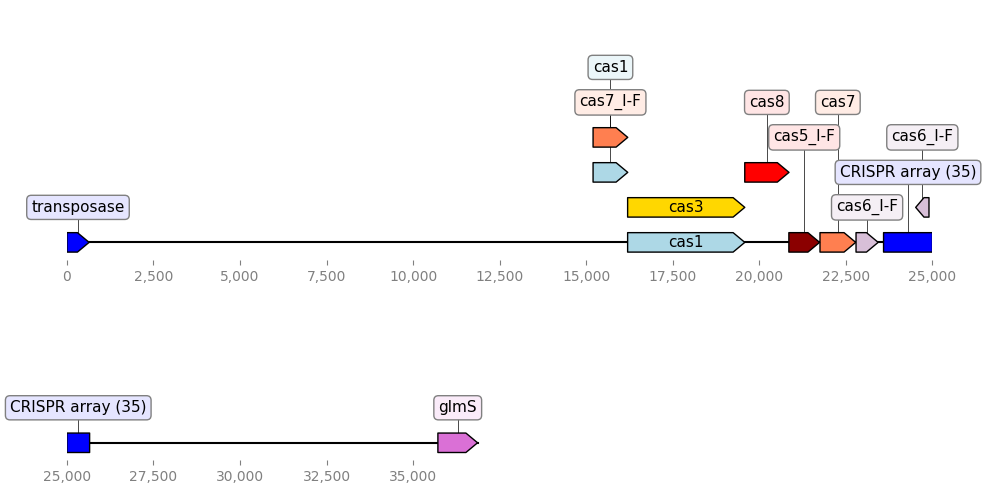 cas1
cas7_I-F
cas8
cas7
cas5_I-F
cas6_I-F
CRISPR array (35)
transposase
cas3
cas6_I-F
cas1
0
2,500
5,000
7,500
10,000
12,500
15,000
17,500
20,000
22,500
25,000
CRISPR array (35)
glmS
25,000
27,500
30,000
32,500
35,000